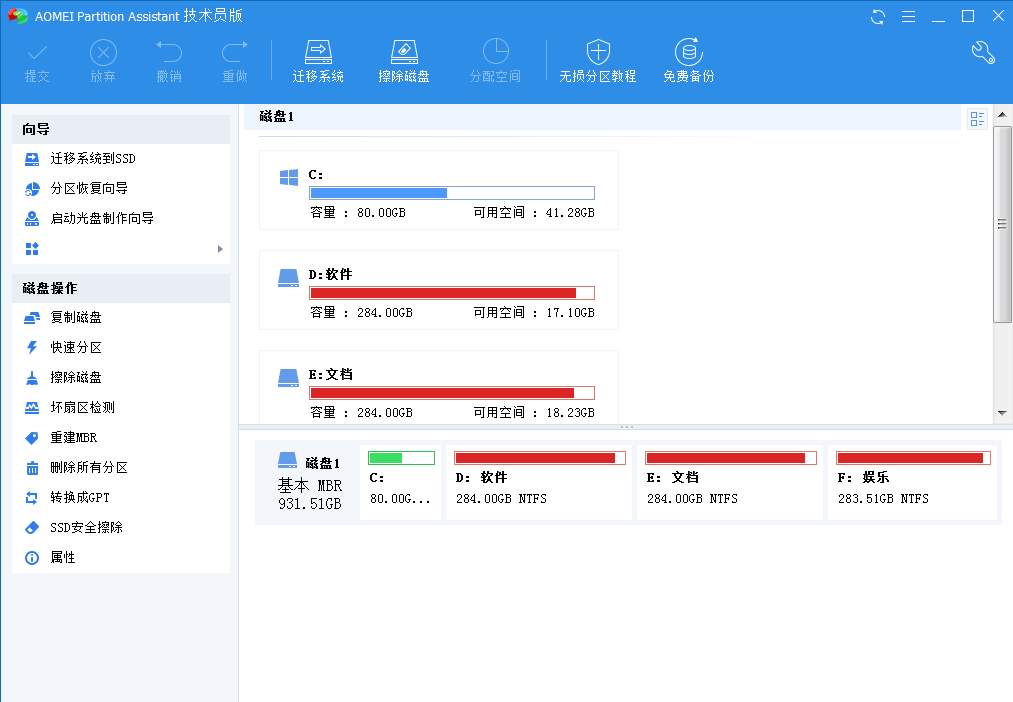 AOMEI Partition Assistant 技术员版
提交 放弃 撤销 重做 迁移系统 擦除磁盘 分配空间 无损分区教程 免费备份
向导
迁移系统到SSD
分区恢复向导
启动光盘制作向导
磁盘操作
复制磁盘
快速分区
擦除磁盘
坏扇区检测
重建MBR
删除所有分区
转换成GPT
SSD安全擦除
属性
磁盘1
C:
容量 : 80.00GB 可用空间 : 41.28GB
D:软件
容量 : 284.00GB 可用空间 : 17.10GB
E:文档
容量 : 284.00GB 可用空间 : 18.23GB
磁盘1
基本 MBR
931.51GB
C:
80.00G...
D: 软件
284.00GB NTFS
E: 文档
284.00GB NTFS
F: 娱乐
283.51GB NTFS